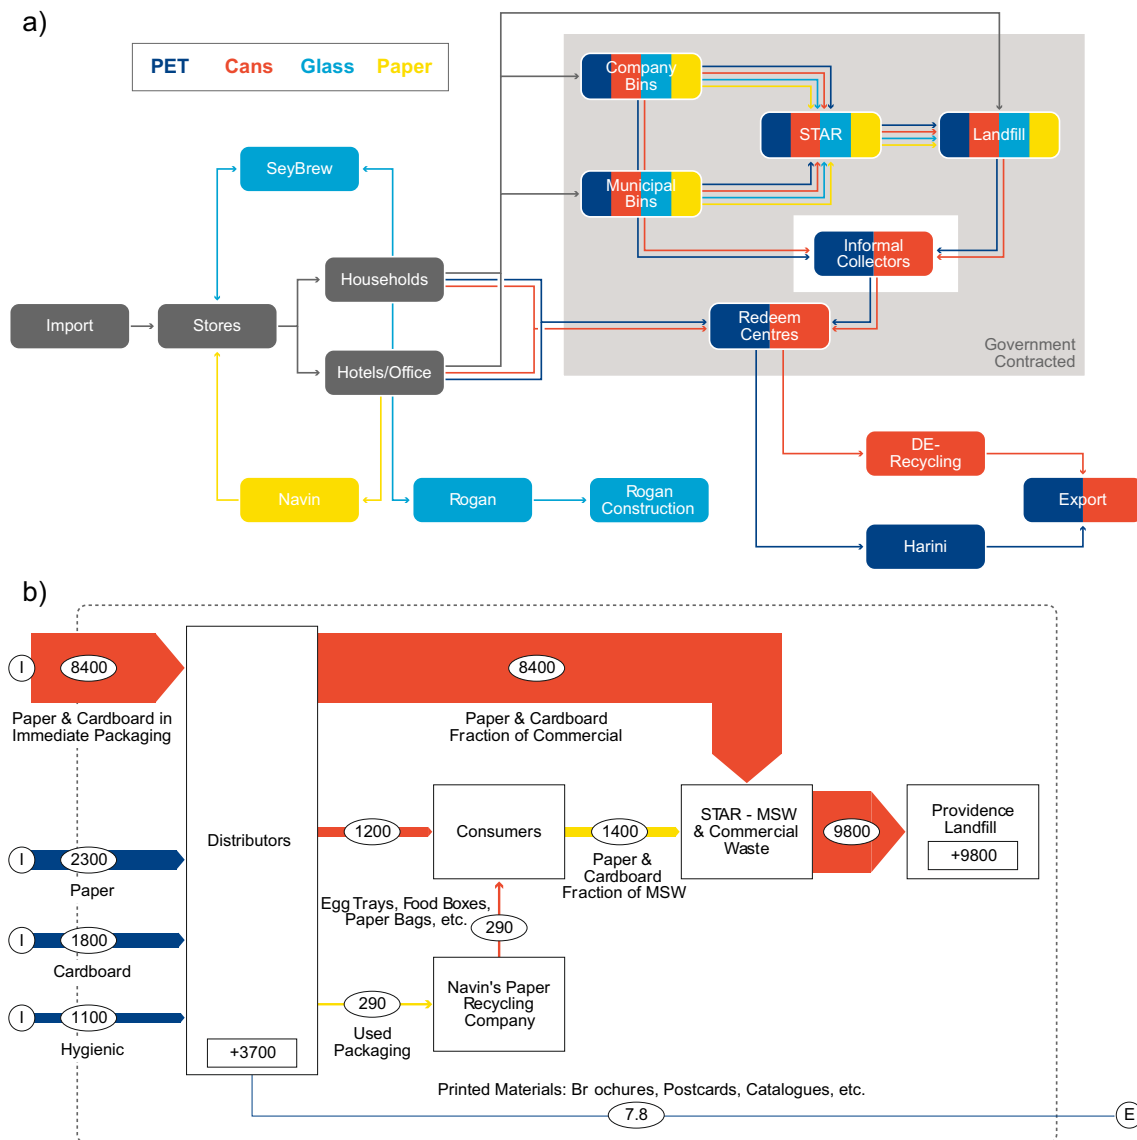 a)
PET Cans Glass Paper
Company
Bins
STAR
Landfill
SeyBrew
Municipal
Bins
Informal
Collectors
Households
Import
Stores
Redeem
Centres
Government
Contracted
Hotels/Office
DE-
Recycling
Navin
Rogan
Rogan
Construction
Export
Harini
b)
I
8400
8400
Paper & Cardboard in
Immediate Packaging
Paper & Cardboard
Fraction of Commercial
Distributors
1200
Consumers
1400
Paper &
Cardboard
Fraction of MSW
STAR - MSW
& Commercial
Waste
9800
Providence
Landfill
+9800
I
2300
Paper
Egg Trays, Food Boxes,
Paper Bags, etc.
290
I
1800
Cardboard
Navin's Paper
Recycling
Company
290
Used
Packaging
I
1100
Hygienic
+3700
Printed Materials: Br ochures, Postcards, Catalogues, etc.
7.8
E